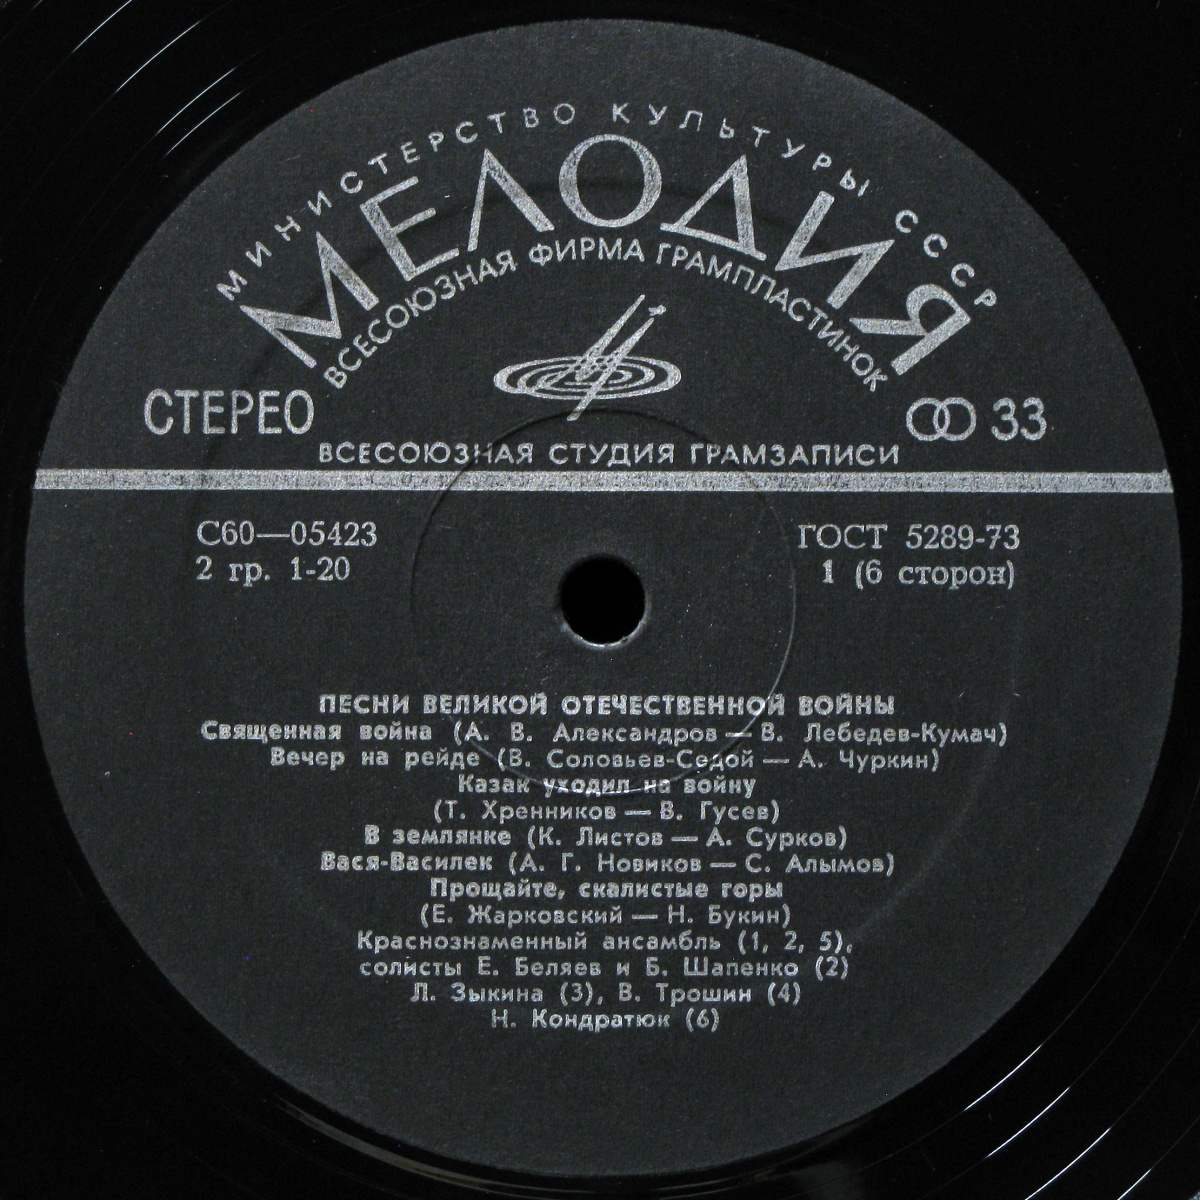 МИНИСТЕРСТВО КУЛЬТУРЫ СССР
МЕЛОДИЯ
ВСЕСОЮЗНАЯ ФИРМА ГРАМПЛАСТИНОК
СТЕРЕО 33
ВСЕСОЮЗНАЯ СТУДИЯ ГРАМЗАПИСИ
С60—05423 ГОСТ 5289-73
2 гр. 1-20 1 (6 сторон)
ПЕСНИ ВЕЛИКОЙ ОТЕЧЕСТВЕННОЙ ВОЙНЫ
Священная война (А. В. Александров — В. Лебедев-Кумач)
Вечер на рейде (В. Соловьев-Седой — А. Чуркин)
Казак уходил на войну
(Т. Хренников — В. Гусев)
В землянке (К. Листов — А. Сурков)
Вася-Василек (А. Г. Новиков — С. Алымов)
Прощайте, скалистые горы
(Е. Жарковский — Н. Букин)
Краснознаменный ансамбль (1, 2, 5),
солисты Е. Беляев и Б. Шапенко (2)
Л. Зыкина (3), В. Трошин (4)
Н. Кондратюк (6)